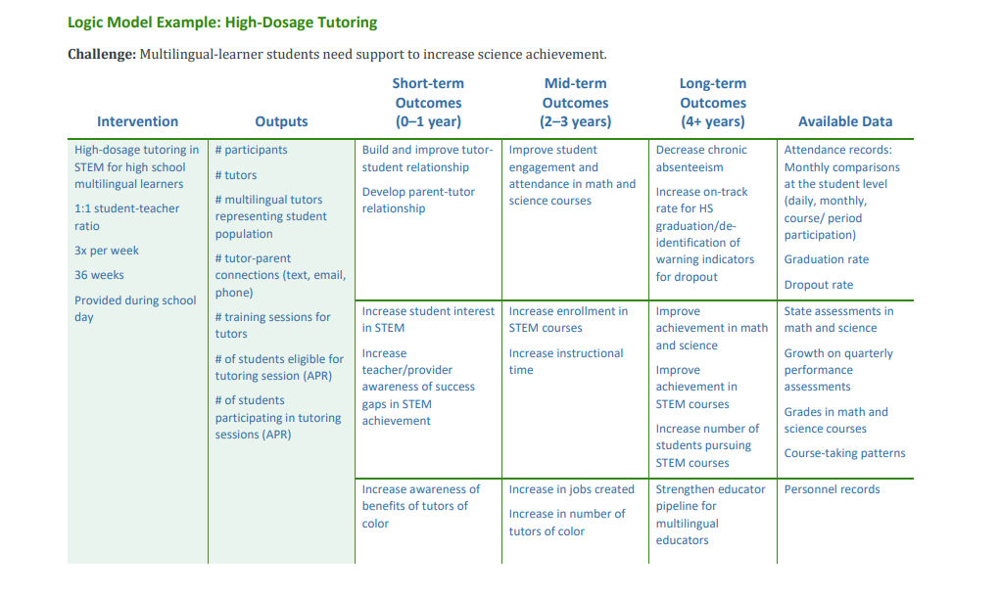 Logic Model Example: High-Dosage Tutoring
Challenge: Multilingual-learner students need support to increase science achievement.
Intervention
Outputs
Short-term
Outcomes
(0–1 year)
Mid-term
Outcomes
(2–3 years)
Long-term
Outcomes
(4+ years)
Available Data
High-dosage tutoring in
STEM for high school
multilingual learners
1:1 student-teacher
ratio
3x per week
36 weeks
Provided during school
day
# participants
# tutors
# multilingual tutors
representing student
population
# tutor-parent
connections (text, email,
phone)
# training sessions for
tutors
# of students eligible for
tutoring session (APR)
# of students
participating in tutoring
sessions (APR)
Build and improve tutor-
student relationship
Develop parent-tutor
relationship
Improve student
engagement and
attendance in math and
science courses
Decrease chronic
absenteeism
Increase on-track
rate for HS
graduation/de-
identification of
warning indicators
for dropout
Attendance records:
Monthly comparisons
at the student level
(daily, monthly,
course/ period
participation)
Graduation rate
Dropout rate
Increase student interest
in STEM
Increase
teacher/provider
awareness of success
gaps in STEM
achievement
Increase enrollment in
STEM courses
Increase instructional
time
Improve
achievement in math
and science
Improve
achievement in
STEM courses
Increase number of
students pursuing
STEM courses
State assessments in
math and science
Growth on quarterly
performance
assessments
Grades in math and
science courses
Course-taking patterns
Increase awareness of
benefits of tutors of
color
Increase in jobs created
Increase in number of
tutors of color
Strengthen educator
pipeline for
multilingual
educators
Personnel records